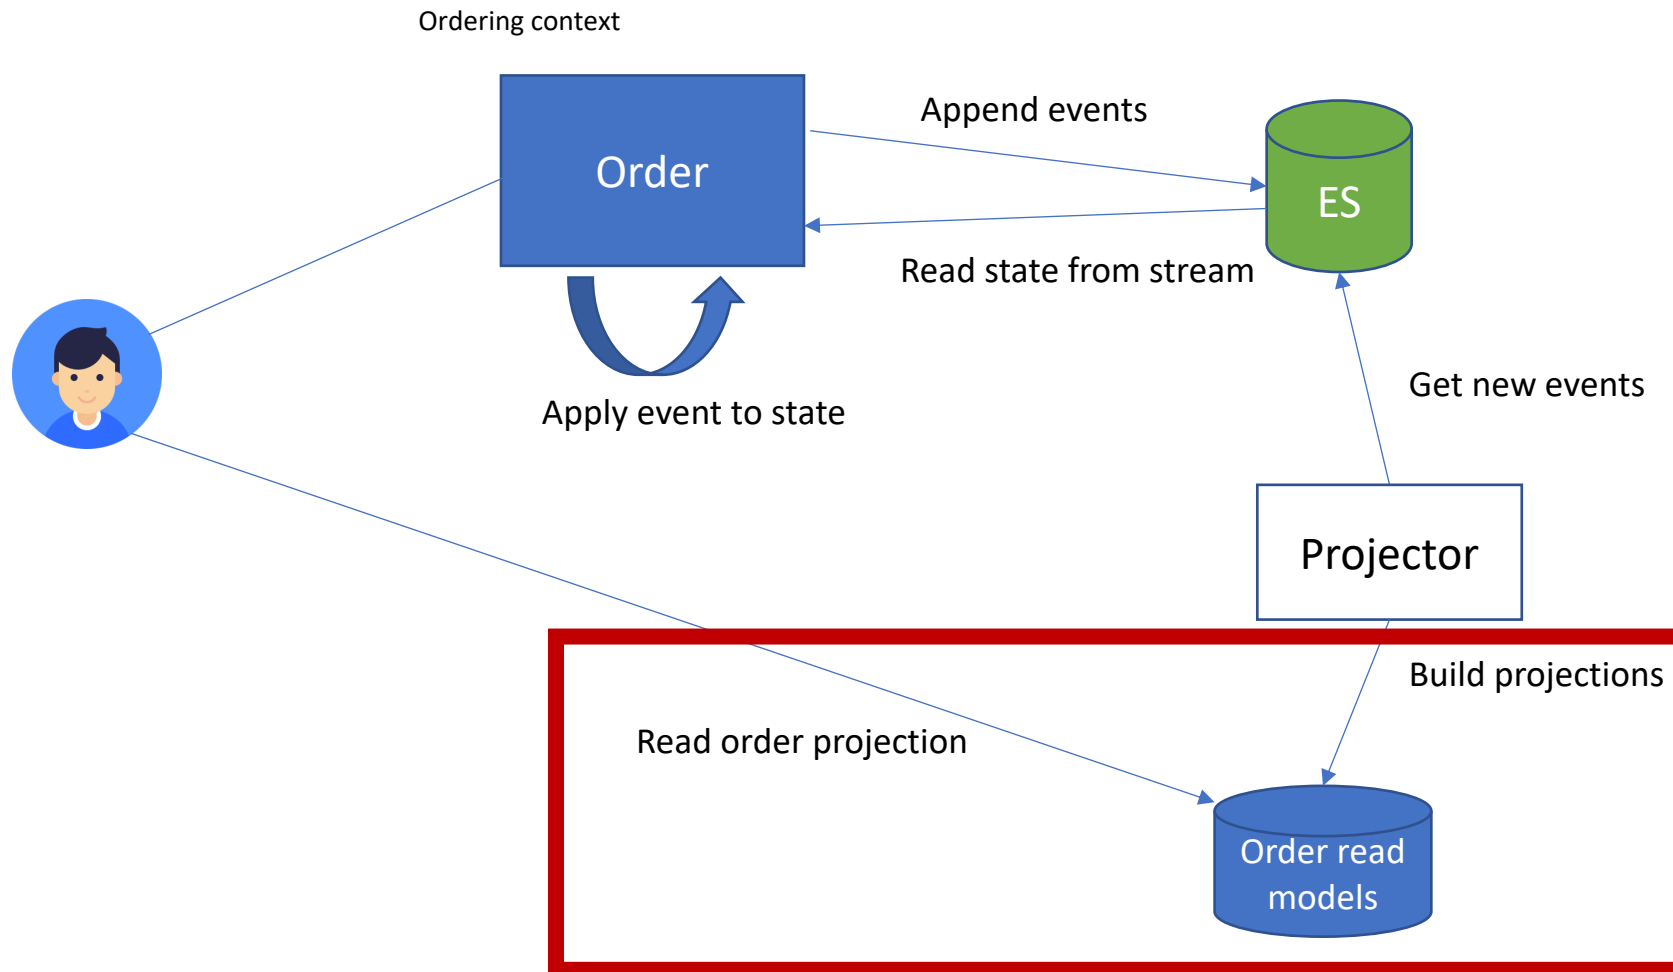 Ordering context
Order
Append events
ES
Read state from stream
Apply event to state
Get new events
Projector
Build projections
Read order projection
Order read
models